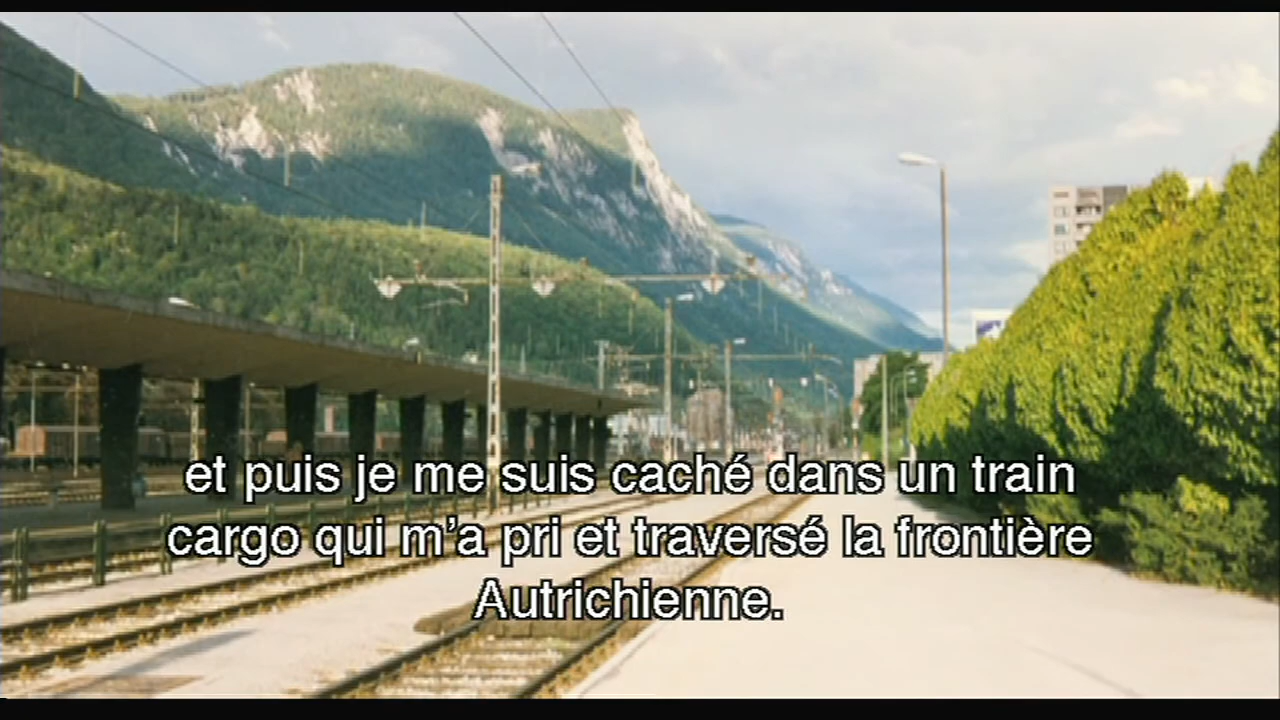 et puis je me suis caché dans un train
cargo qui m'a pri et traversé la frontière
Autrichienne.